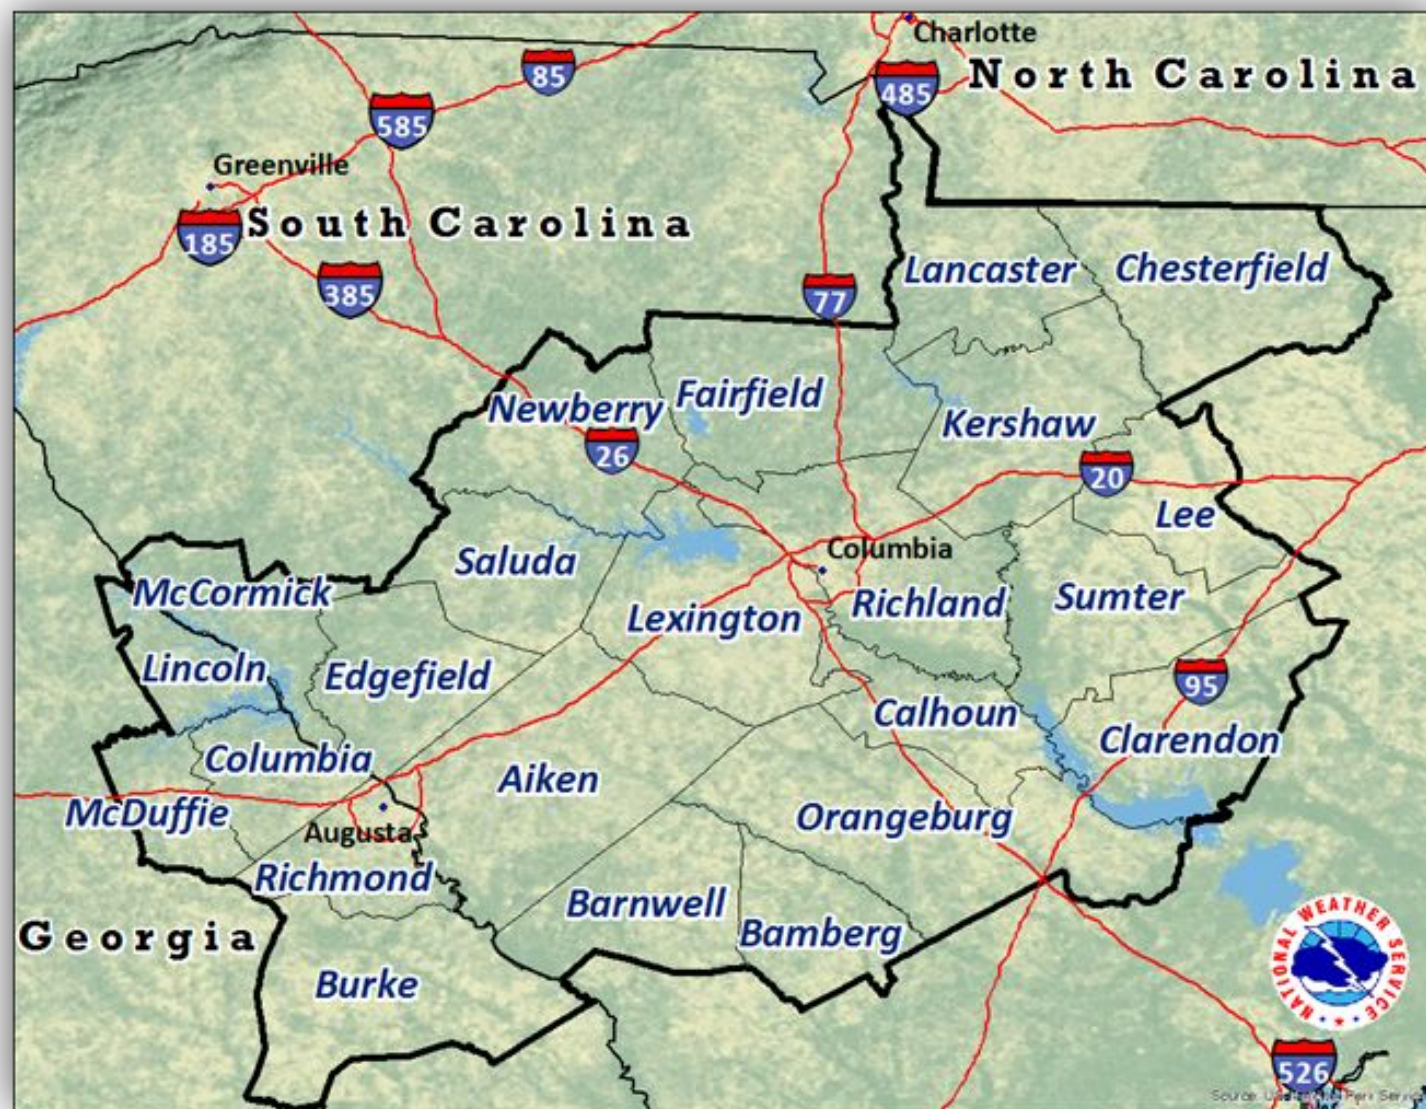 Charlotte
85
North Carolina
485
585
Greenville
South Carolina
185
385
77
Lancaster
Chesterfield
Newberry
Fairfield
Kershaw
26
20
Lee
Columbia
Saluda
McCormick
Lexington
Richland
Sumter
Lincoln
Edgefield
95
Calhoun
Clarendon
Columbia
Aiken
McDuffie
Orangeburg
Augusta
Richmond
Barnwell
Bamberg
Georgia
NATIONAL WEATHER SERVICE
Burke
526
Source: